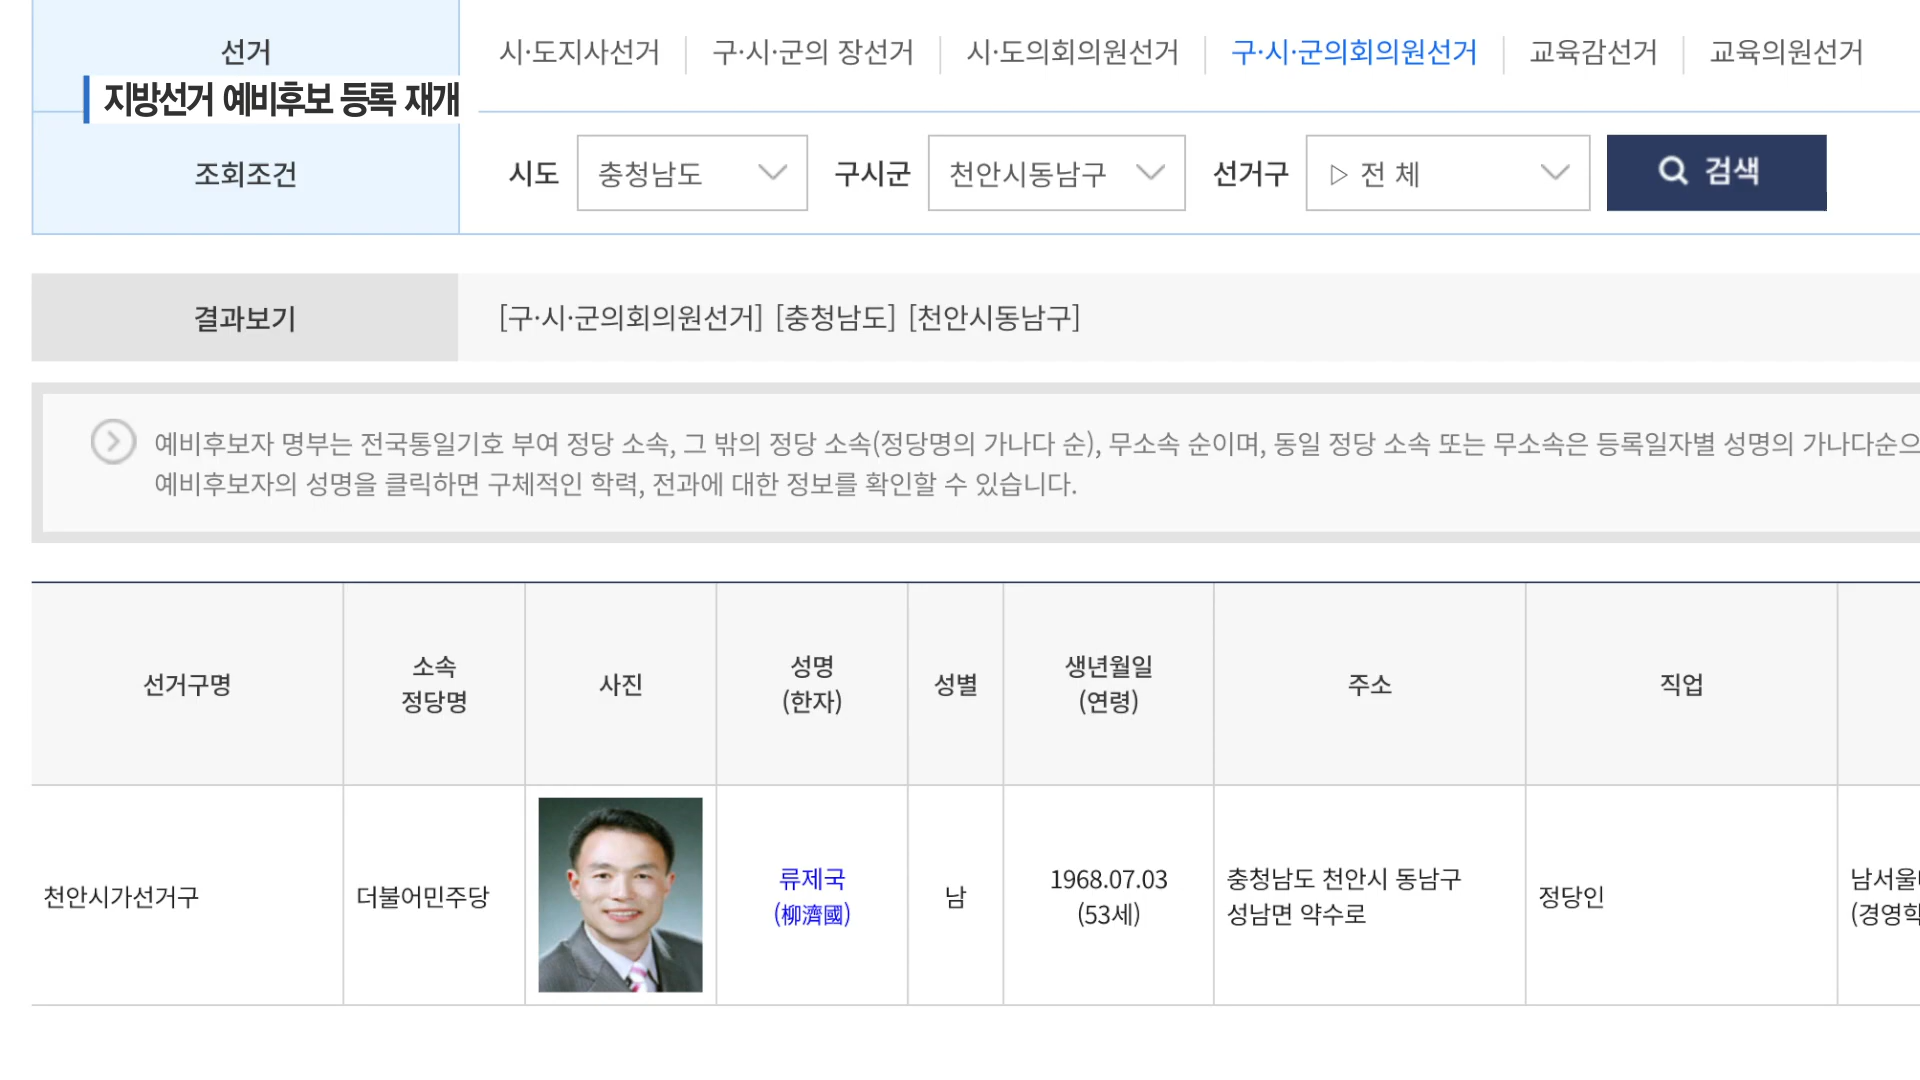 선거
시·도지사선거
구·시·군의 장선거
시·도의회의원선거
구·시·군의회의원선거
교육감선거
교육의원선거
지방선거 예비후보 등록 재개
조회조건
시도
충청남도
구시군
천안시동남구
선거구
▷ 전 체
검색
결과보기
[구·시·군의회의원선거] [충청남도] [천안시동남구]
예비후보자 명부는 전국통일기호 부여 정당 소속, 그 밖의 정당 소속(정당명의 가나다 순), 무소속 순이며, 동일 정당 소속 또는 무소속은 등록일자별 성명의 가나다순으
예비후보자의 성명을 클릭하면 구체적인 학력, 전과에 대한 정보를 확인할 수 있습니다.
선거구명
소속
정당명
사진
성명
(한자)
성별
생년월일
(연령)
주소
직업
천안시가선거구
더불어민주당
류제국
(柳濟國)
남
1968.07.03
(53세)
충청남도 천안시 동남구
성남면 약수로
정당인
남서울
(경영학